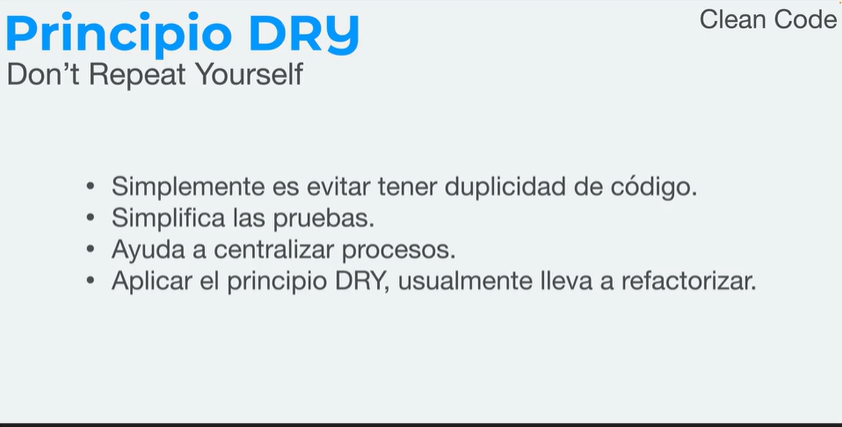 Principio DRY
Clean Code
Don’t Repeat Yourself
• Simplemente es evitar tener duplicidad de código.
• Simplifica las pruebas.
• Ayuda a centralizar procesos.
• Aplicar el principio DRY, usualmente lleva a refactorizar.